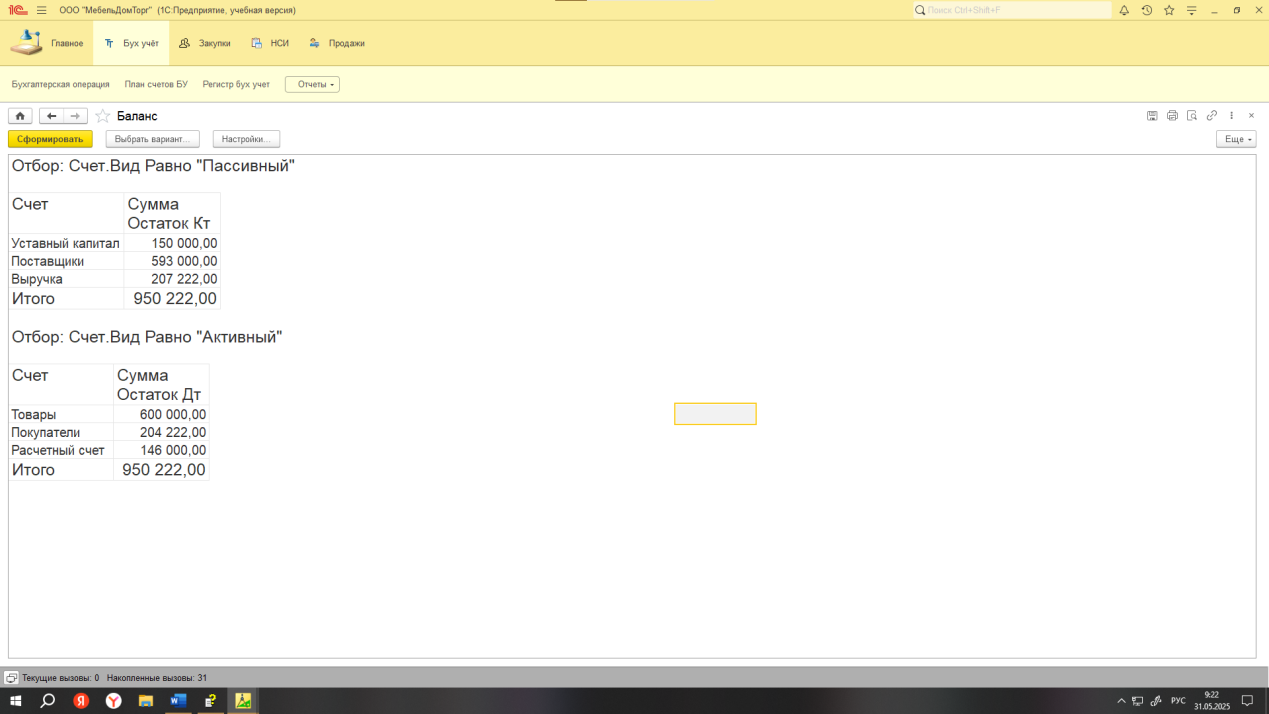 1С ООО "МебельДомТорг" (1С:Предприятие, учебная версия) Поиск Ctrl+Shift+F
Главное Бух учёт Закупки НСИ Продажи
Бухгалтерская операция План счетов БУ Регистр бух учет Отчеты
Баланс
Сформировать Выбрать вариант... Настройки... Еще
Отбор: Счет.Вид Равно "Пассивный"
Счет Сумма
Остаток Кт
Уставный капитал 150 000,00
Поставщики 593 000,00
Выручка 207 222,00
Итого 950 222,00
Отбор: Счет.Вид Равно "Активный"
Счет Сумма
Остаток Дт
Товары 600 000,00
Покупатели 204 222,00
Расчетный счет 146 000,00
Итого 950 222,00
Текущие вызовы: 0 Накопленные вызовы: 31
РУС 9:22
31.05.2025